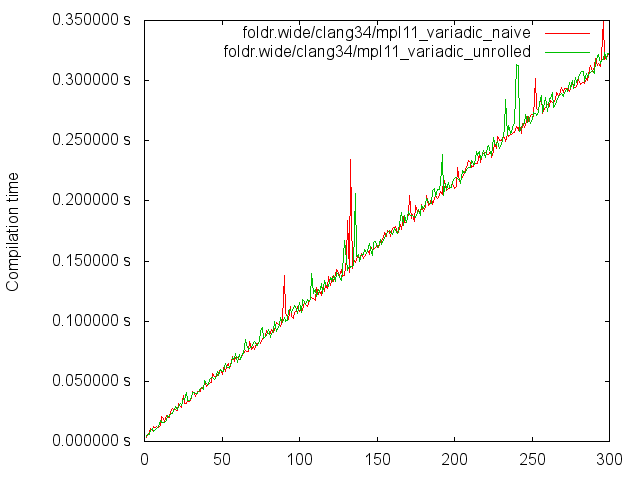 foldr.wide/clang34/mpl11_variadic_naive
foldr.wide/clang34/mpl11_variadic_unrolled
0.350000 s
0.300000 s
0.250000 s
0.200000 s
0.150000 s
0.100000 s
0.050000 s
0.000000 s
Compilation time
0 50 100 150 200 250 300